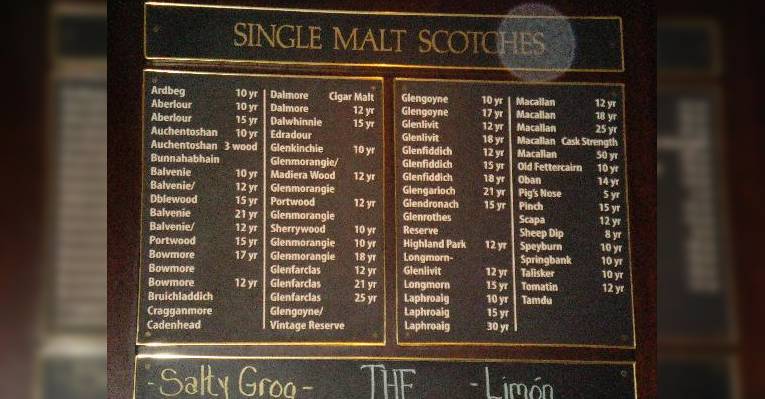 SINGLE MALT SCOTCHES
Ardbeg 10 yr
Aberlour 10 yr
Aberlour 15 yr
Auchentoshan 10 yr
Auchentoshan 3 wood
Bunnahabhain
Balvenie 10 yr
Balvenie/ 12 yr
Dblewood 15 yr
Balvenie 21 yr
Balvenie/ 12 yr
Portwood 15 yr
Bowmore 17 yr
Bowmore
Bowmore 12 yr
Bruichladdich
Cragganmore
Cadenhead
Dalmore Cigar Malt
Dalmore 12 yr
Dalwhinnie 15 yr
Edradour
Glenkinchie 10 yr
Glenmorangie/
Madiera Wood 12 yr
Glenmorangie
Portwood 12 yr
Glenmorangie
Sherrywood 10 yr
Glenmorangie 10 yr
Glenmorangie 18 yr
Glenfarclas 12 yr
Glenfarclas 21 yr
Glenfarclas 25 yr
Glengoyne/
Vintage Reserve
Glengoyne 10 yr
Glengoyne 17 yr
Glenlivit 12 yr
Glenlivit 18 yr
Glenfiddich 12 yr
Glenfiddich 15 yr
Glenfiddich 18 yr
Glengarioch 21 yr
Glendronach 15 yr
Glenrothes
Reserve
Highland Park 12 yr
Longmorn-
Glenlivit 12 yr
Longmorn 15 yr
Laphroaig 10 yr
Laphroaig 15 yr
Laphroaig 30 yr
Macallan 12 yr
Macallan 18 yr
Macallan 25 yr
Macallan Cask Strength
Macallan 50 yr
Old Fettercairn 10 yr
Oban 14 yr
Pig's Nose 5 yr
Pinch 15 yr
Scapa 12 yr
Sheep Dip 8 yr
Speyburn 10 yr
Springbank 10 yr
Talisker 10 yr
Tomatin 12 yr
Tamdu
-Salty Grog- THE -Limón